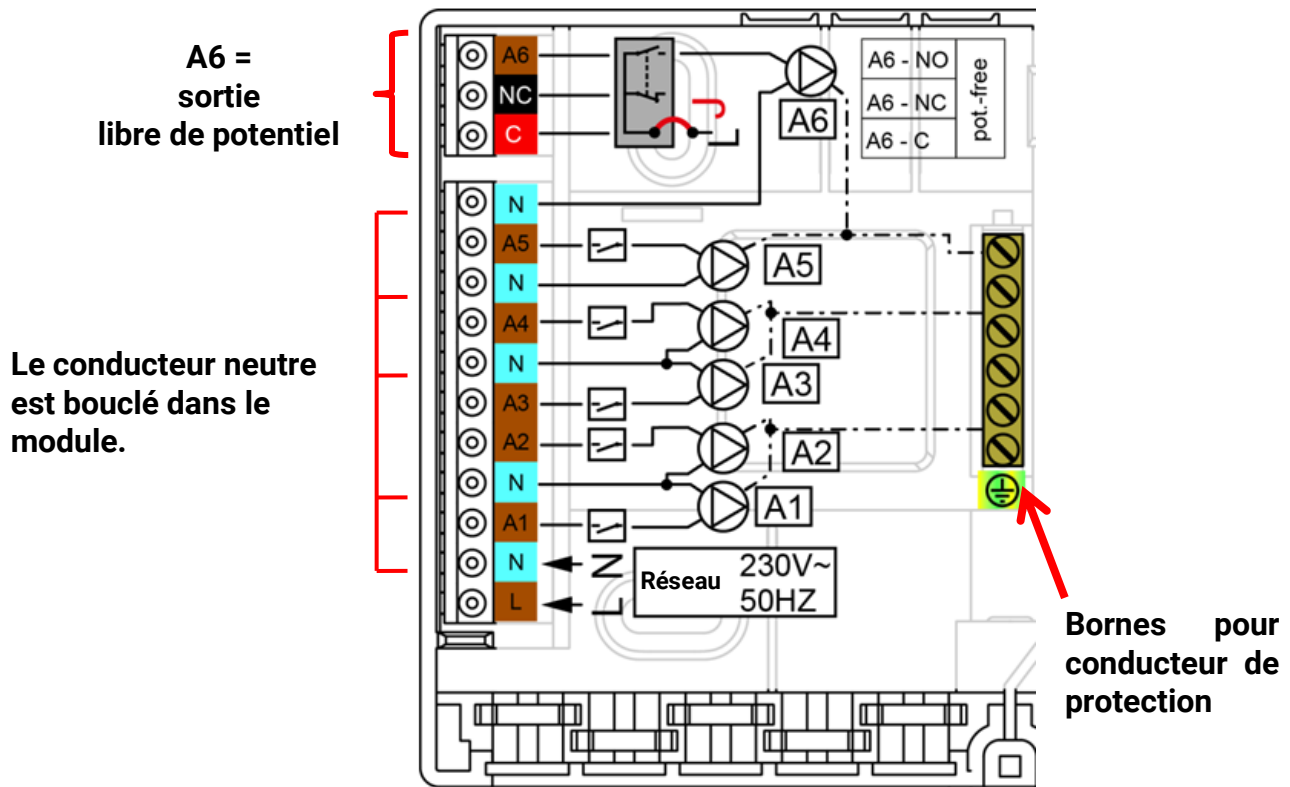 A6 =
sortie
libre de potentiel
A6
NC
C
L
A6
A6 - NO
A6 - NC
A6 - C
pot.-free
N
A5
N
A4
N
A3
A2
N
A1
N
L
A5
A4
A3
A2
A1
Le conducteur neutre
est bouclé dans le
module.
N
L
Réseau
230V~
50HZ
Bornes pour
conducteur de
protection